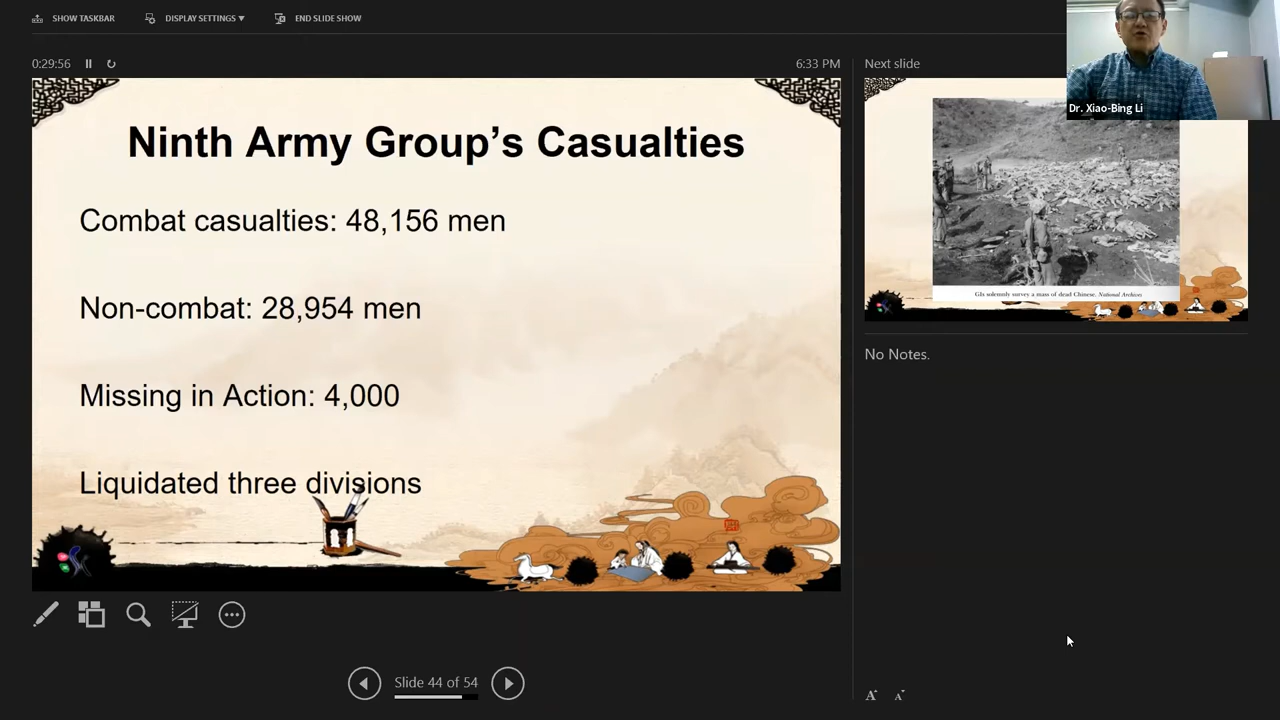 SHOW TASKBAR
DISPLAY SETTINGS ▼
END SLIDE SHOW
0:29:56
6:33 PM
Ninth Army Group’s Casualties
Combat casualties: 48,156 men
Non-combat: 28,954 men
Missing in Action: 4,000
Liquidated three divisions
Slide 44 of 54
Next slide
Dr. Xiao-Bing Li
GIs solemnly survey a mass of dead Chinese. National Archives
No Notes.
A A